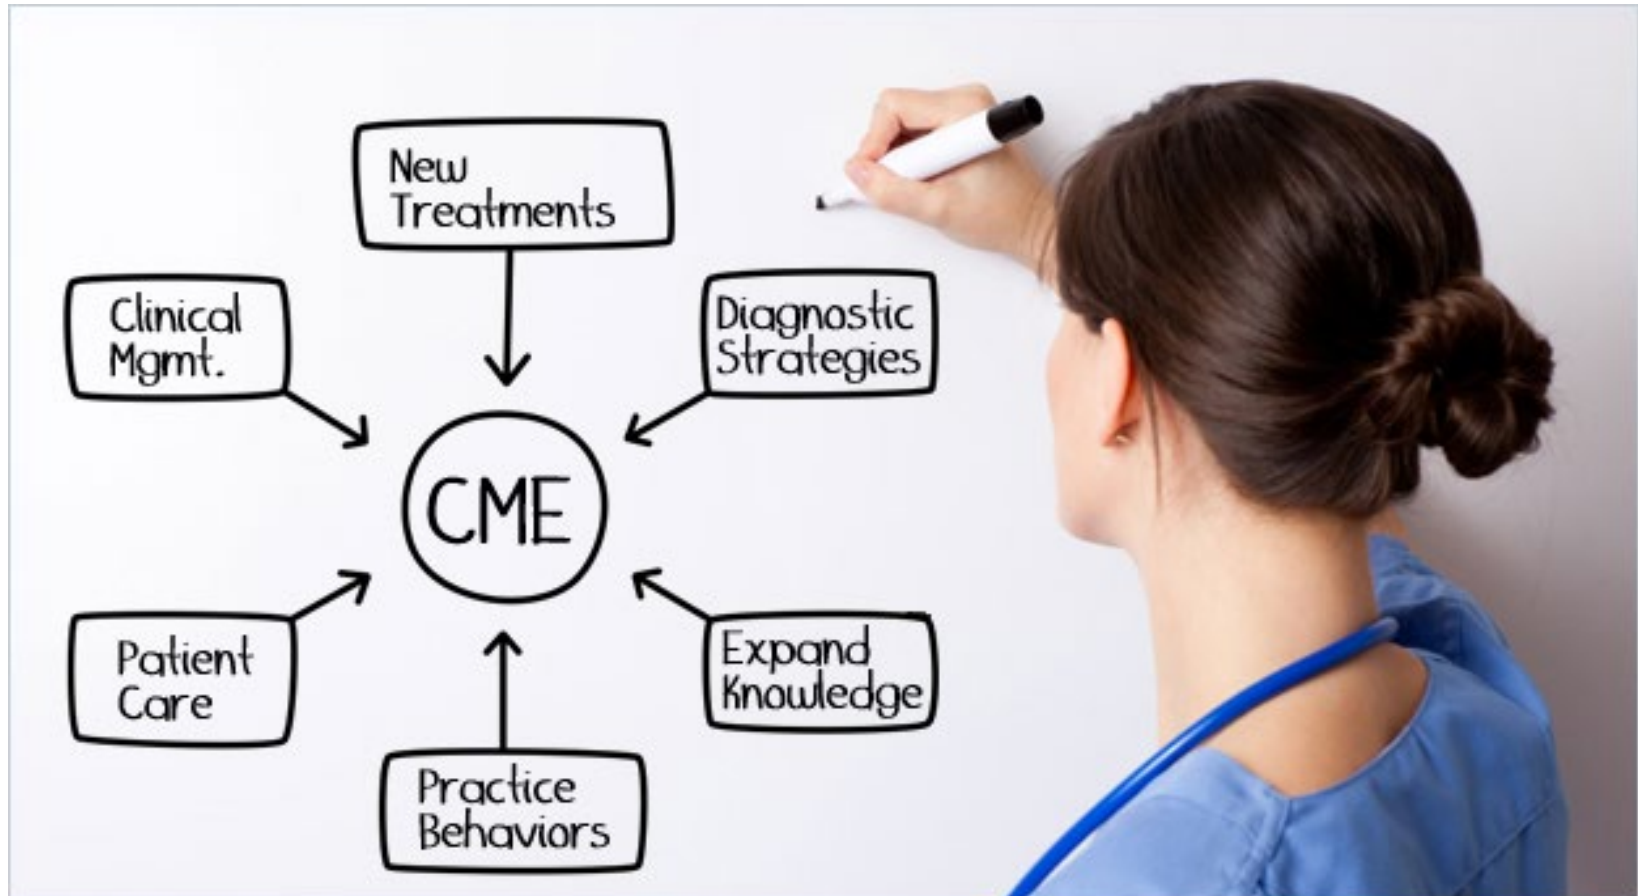 New
Treatments
Clinical
Mgmt.
Diagnostic
Strategies
CME
Patient
Care
Expand
Knowledge
Practice
Behaviors